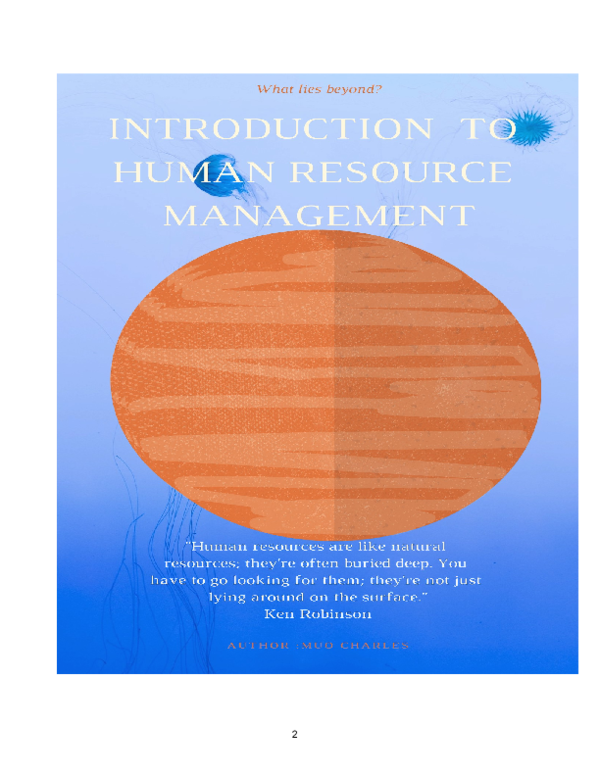 What lies beyond?
INTRODUCTION TO
HUMAN RESOURCE
MANAGEMENT
"Human resources are like natural
resources; they're often buried deep. You
have to go looking for them; they're not just
lying around on the surface."
Ken Robinson
AUTHOR IMUO CHARLES
2